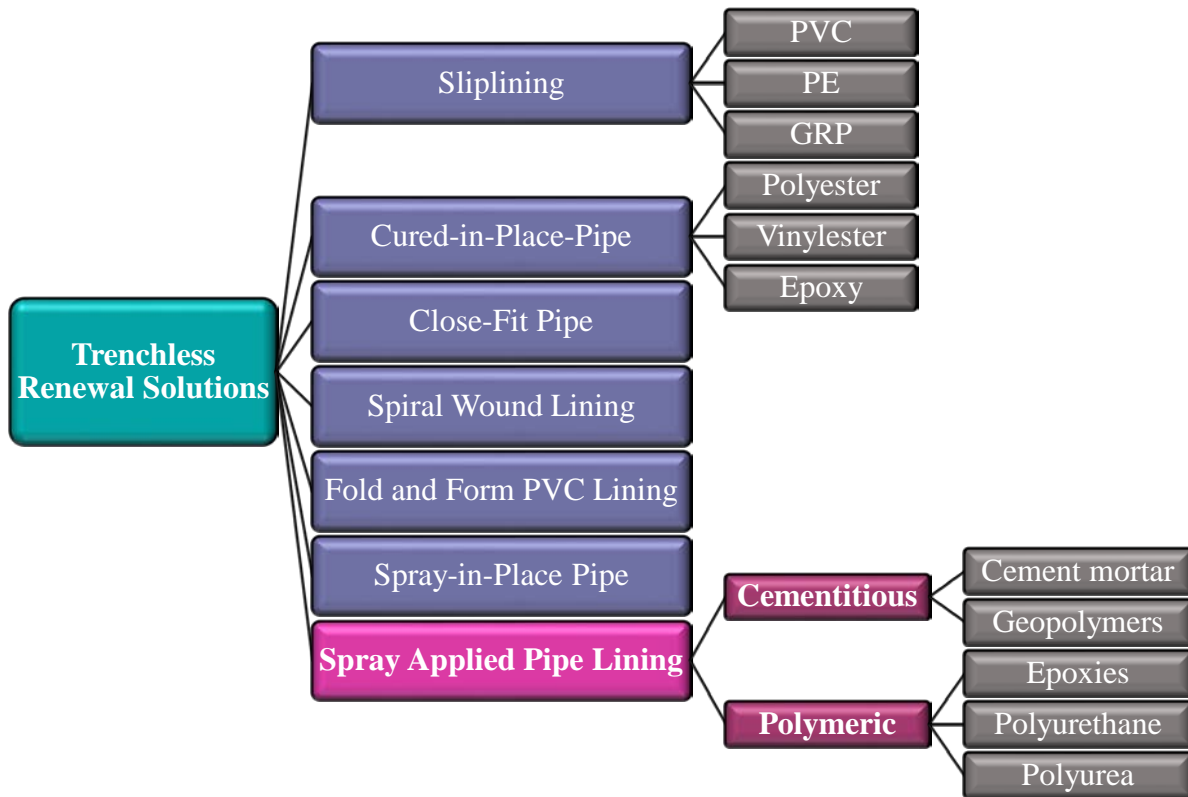 Trenchless
Renewal Solutions
Sliplining
PVC
PE
GRP
Cured-in-Place-Pipe
Polyester
Vinylester
Epoxy
Close-Fit Pipe
Spiral Wound Lining
Fold and Form PVC Lining
Spray-in-Place Pipe
Spray Applied Pipe Lining
Cementitious
Cement mortar
Geopolymers
Polymeric
Epoxies
Polyurethane
Polyurea